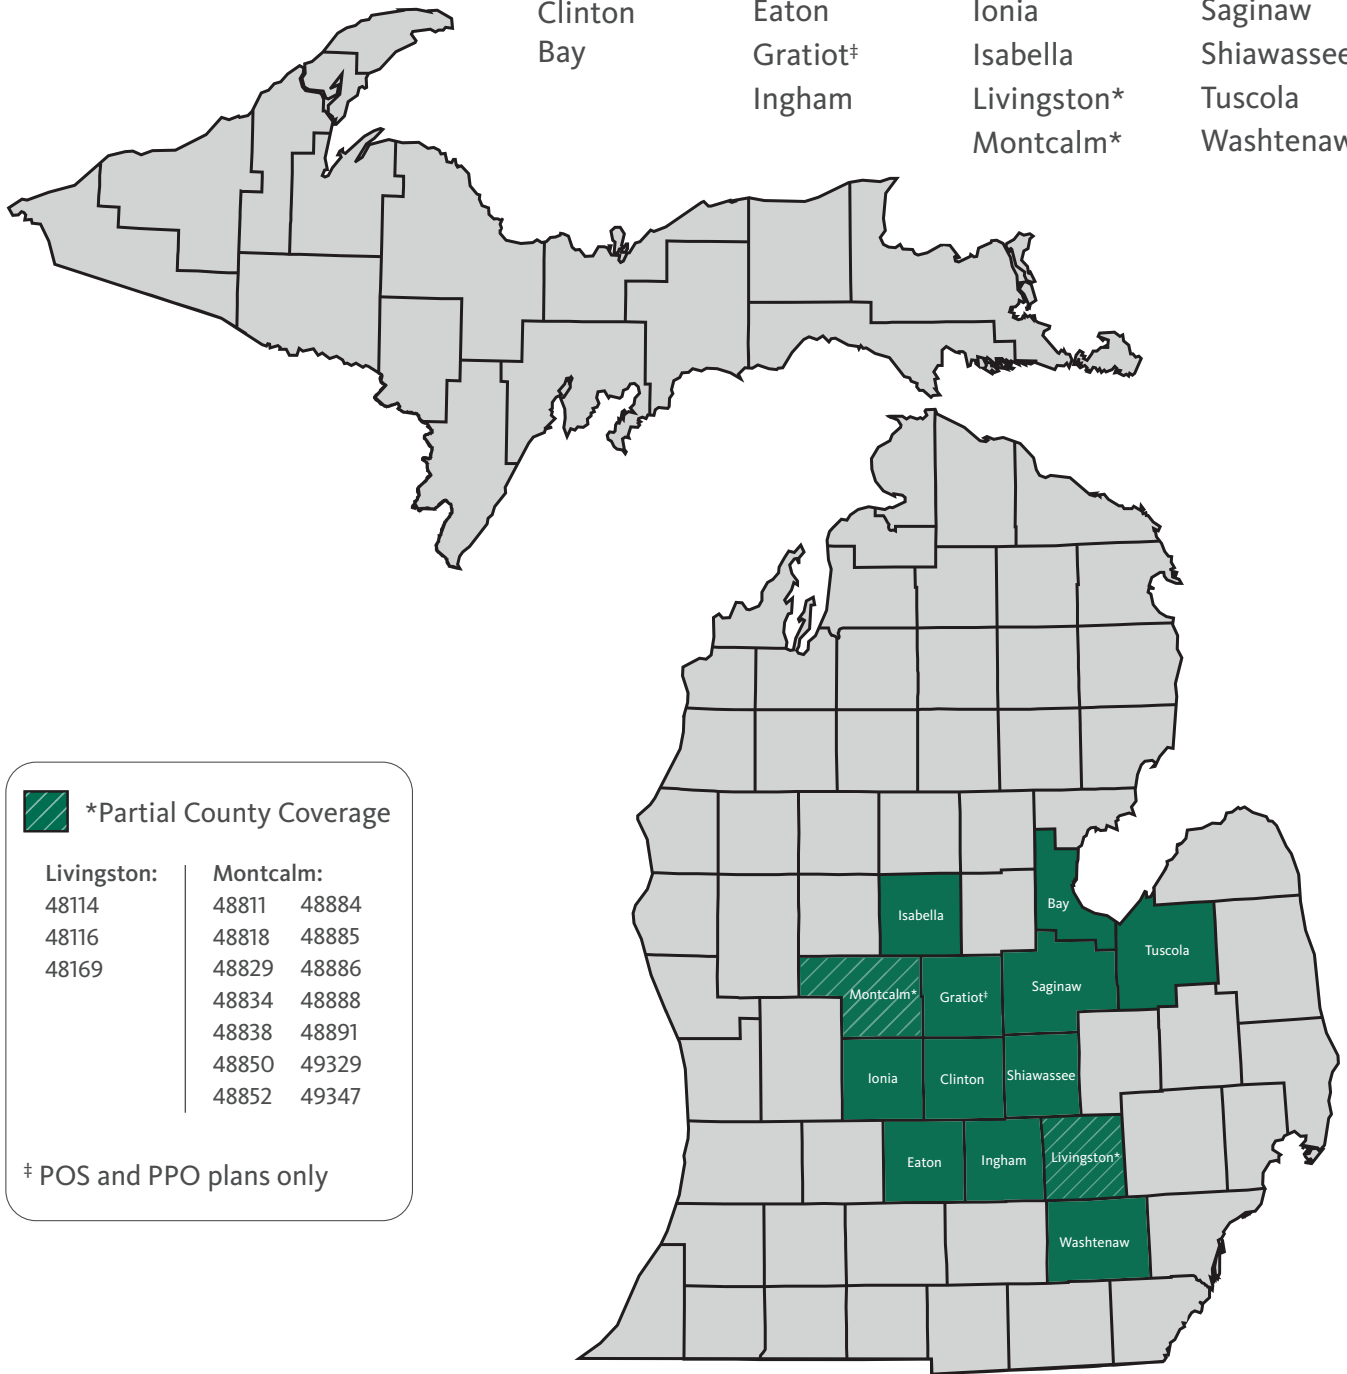 Clinton Eaton Ionia Saginaw
Bay Gratiot‡ Isabella Shiawassee
Ingham Livingston* Tuscola
Montcalm* Washtenaw
*Partial County Coverage
Livingston: Montcalm:
48114 48811 48884
48116 48818 48885
48169 48829 48886
48834 48888
48838 48891
48850 49329
48852 49347
‡ POS and PPO plans only
Isabella
Bay
Tuscola
Montcalm*
Gratiot‡
Saginaw
Ionia
Clinton
Shiawassee
Eaton
Ingham
Livingston*
Washtenaw